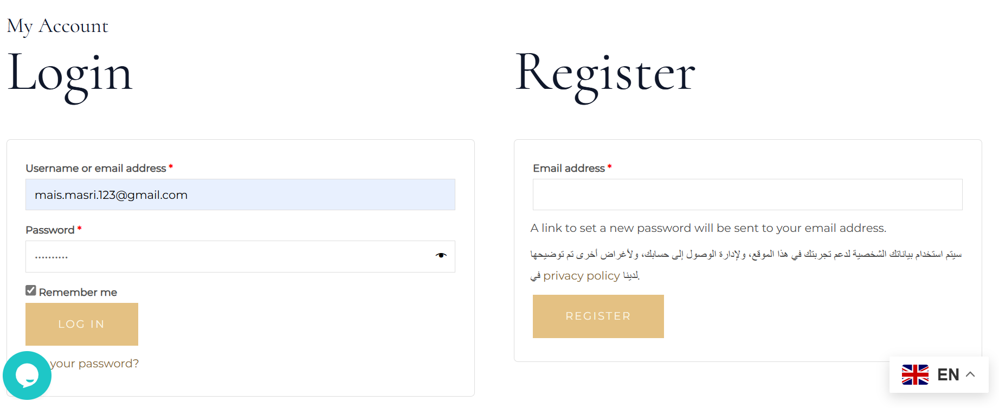 My Account
Login
Username or email address *
mais.masri.123@gmail.com
Password *
Remember me
LOG IN
your password?
Register
Email address *
A link to set a new password will be sent to your email address.
سيتم استخدام بياناتك الشخصية لدعم تجربتك في هذا الموقع، ولإدارة الوصول إلى حسابك، ولأغراض أخرى تم توضيحها
في privacy policy لدينا.
REGISTER
EN